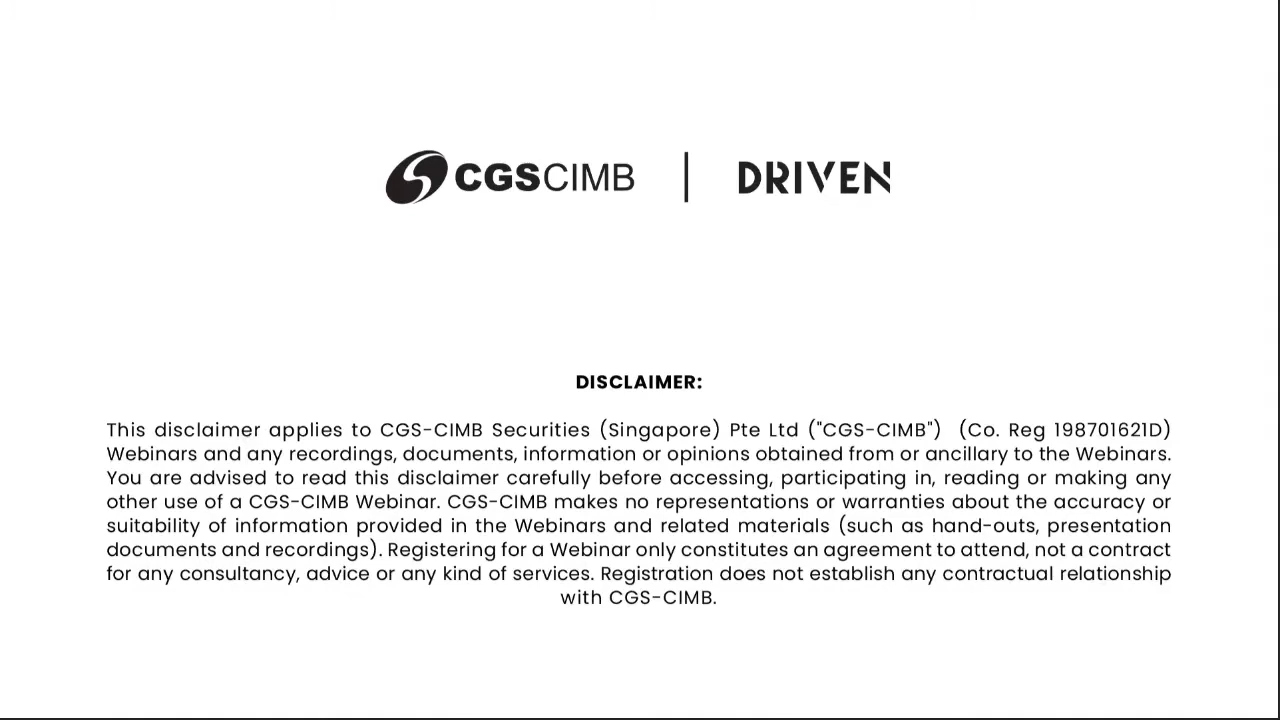 CGSCIMB | DRIVEN
DISCLAIMER:
This disclaimer applies to CGS-CIMB Securities (Singapore) Pte Ltd ("CGS-CIMB") (Co. Reg 198701621D)
Webinars and any recordings, documents, information or opinions obtained from or ancillary to the Webinars.
You are advised to read this disclaimer carefully before accessing, participating in, reading or making any
other use of a CGS-CIMB Webinar. CGS-CIMB makes no representations or warranties about the accuracy or
suitability of information provided in the Webinars and related materials (such as hand-outs, presentation
documents and recordings). Registering for a Webinar only constitutes an agreement to attend, not a contract
for any consultancy, advice or any kind of services. Registration does not establish any contractual relationship
with CGS-CIMB.